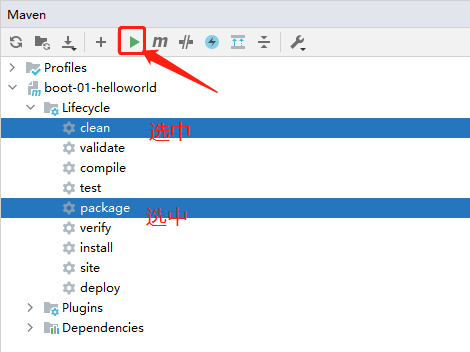 Maven
m
Profiles
boot-01-helloworld
Lifecycle
clean 选中
validate
compile
test
package 选中
verify
install
site
deploy
Plugins
Dependencies